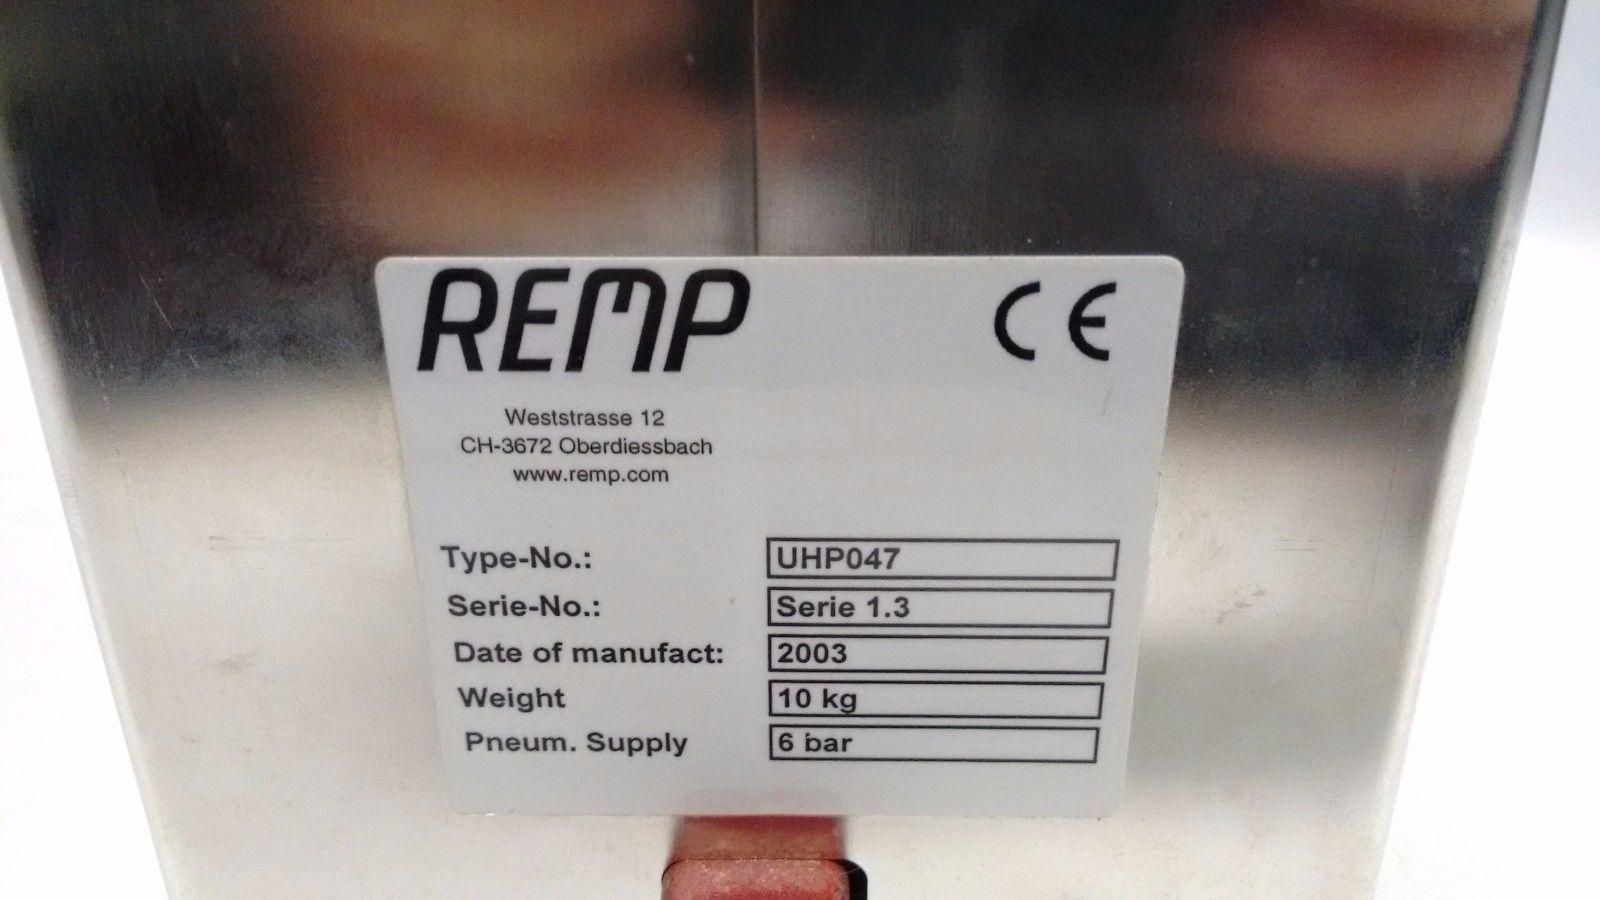 REMP CE
Weststrasse 12
CH-3672 Oberdiessbach
www.remp.com
Type-No.: UHP047
Serie-No.: Serie 1.3
Date of manufact: 2003
Weight 10 kg
Pneum. Supply 6 bar